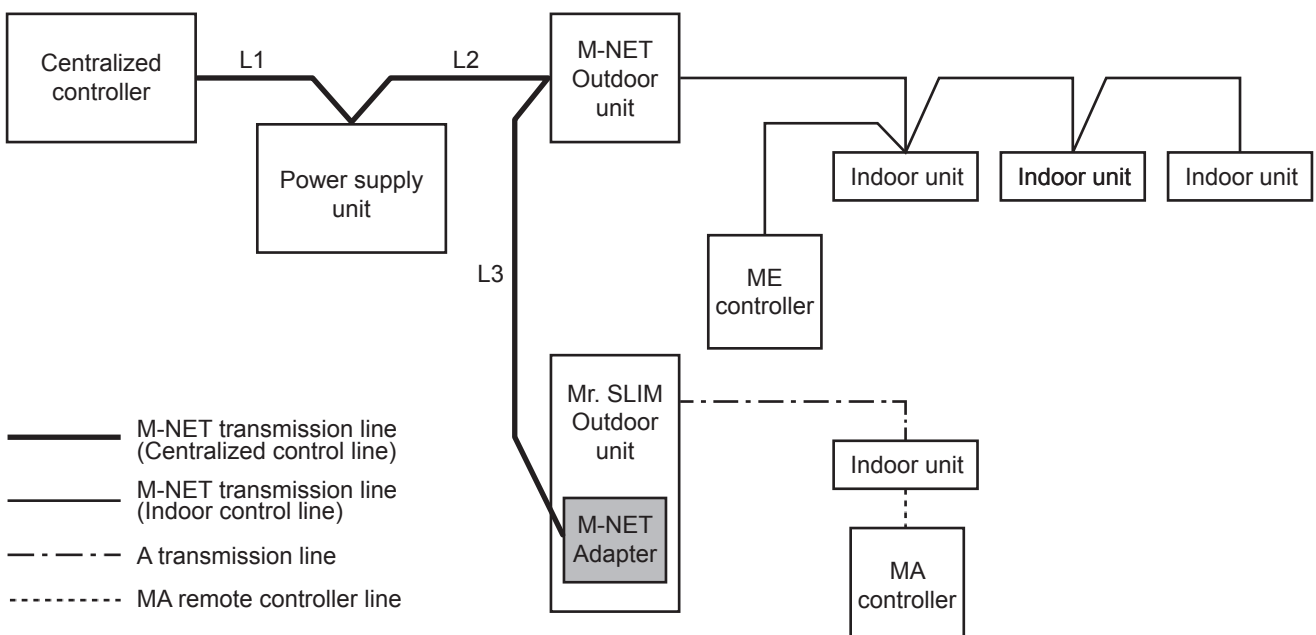 Centralized
controller
L1
L2
Power supply
unit
M-NET
Outdoor
unit
Indoor unit
Indoor unit
Indoor unit
ME
controller
L3
Mr. SLIM
Outdoor
unit
M-NET
Adapter
Indoor unit
MA
controller
M-NET transmission line
(Centralized control line)
M-NET transmission line
(Indoor control line)
A transmission line
MA remote controller line